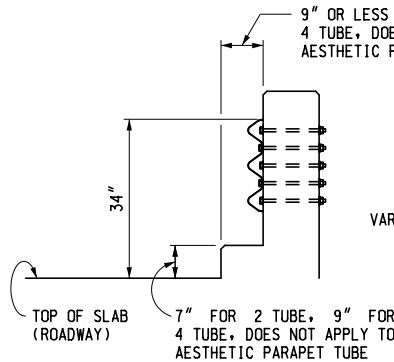 9" OR LESS
4 TUBE, DOE
AESTHETIC P
34"
VAR
TOP OF SLAB
(ROADWAY)
7" FOR 2 TUBE, 9" FOR
4 TUBE, DOES NOT APPLY TO
AESTHETIC PARAPET TUBE